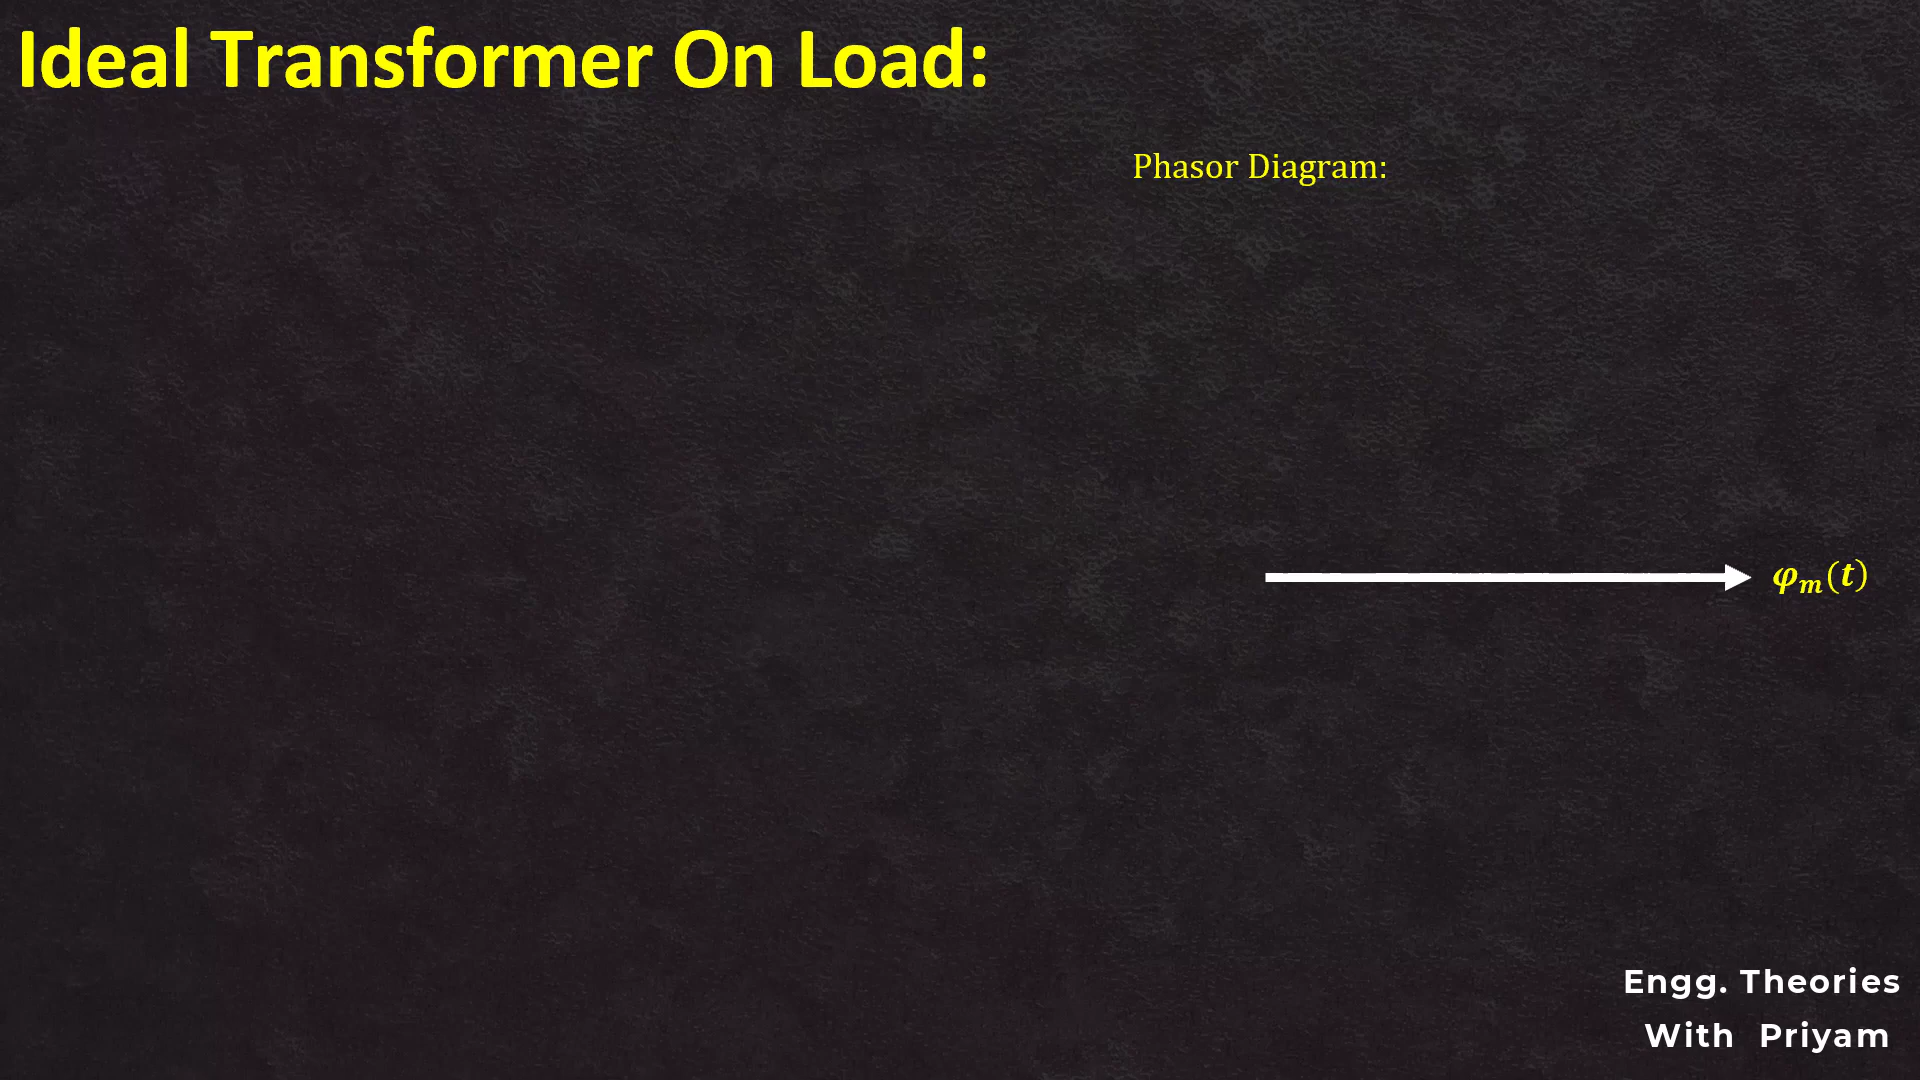 Ideal Transformer On Load:
Phasor Diagram:
φₘ(t)
Engg. Theories
With Priyam